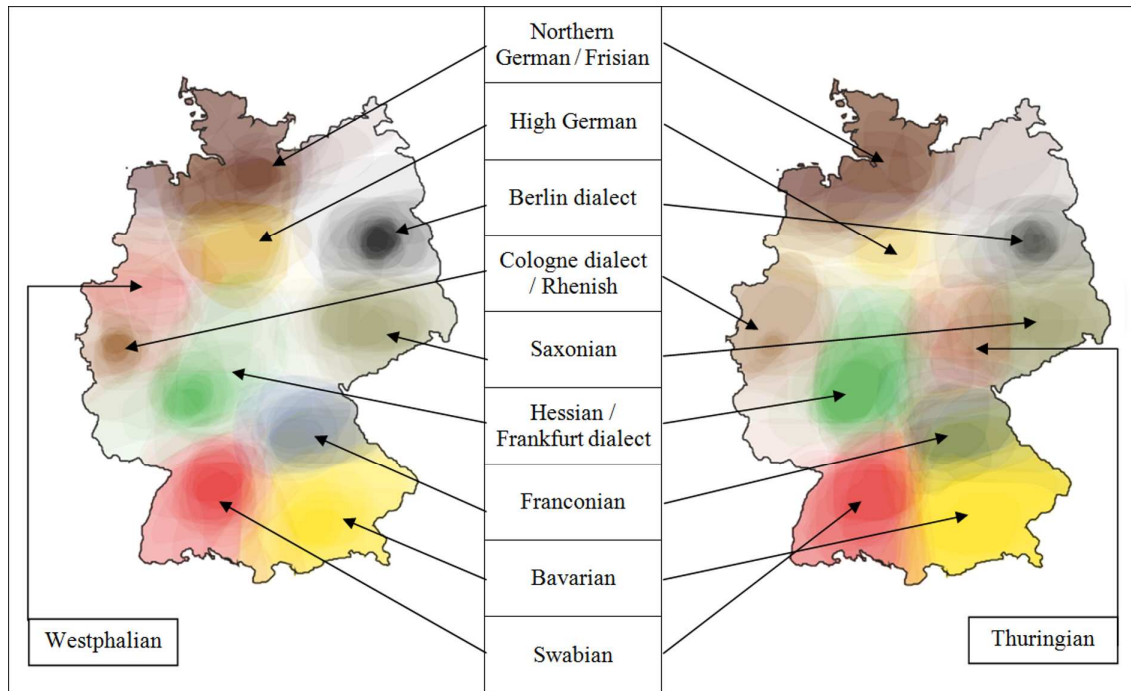 Northern
German / Frisian
High German
Berlin dialect
Cologne dialect
/ Rhenish
Saxonian
Hessian /
Frankfurt dialect
Franconian
Bavarian
Swabian
Westphalian
Thuringian